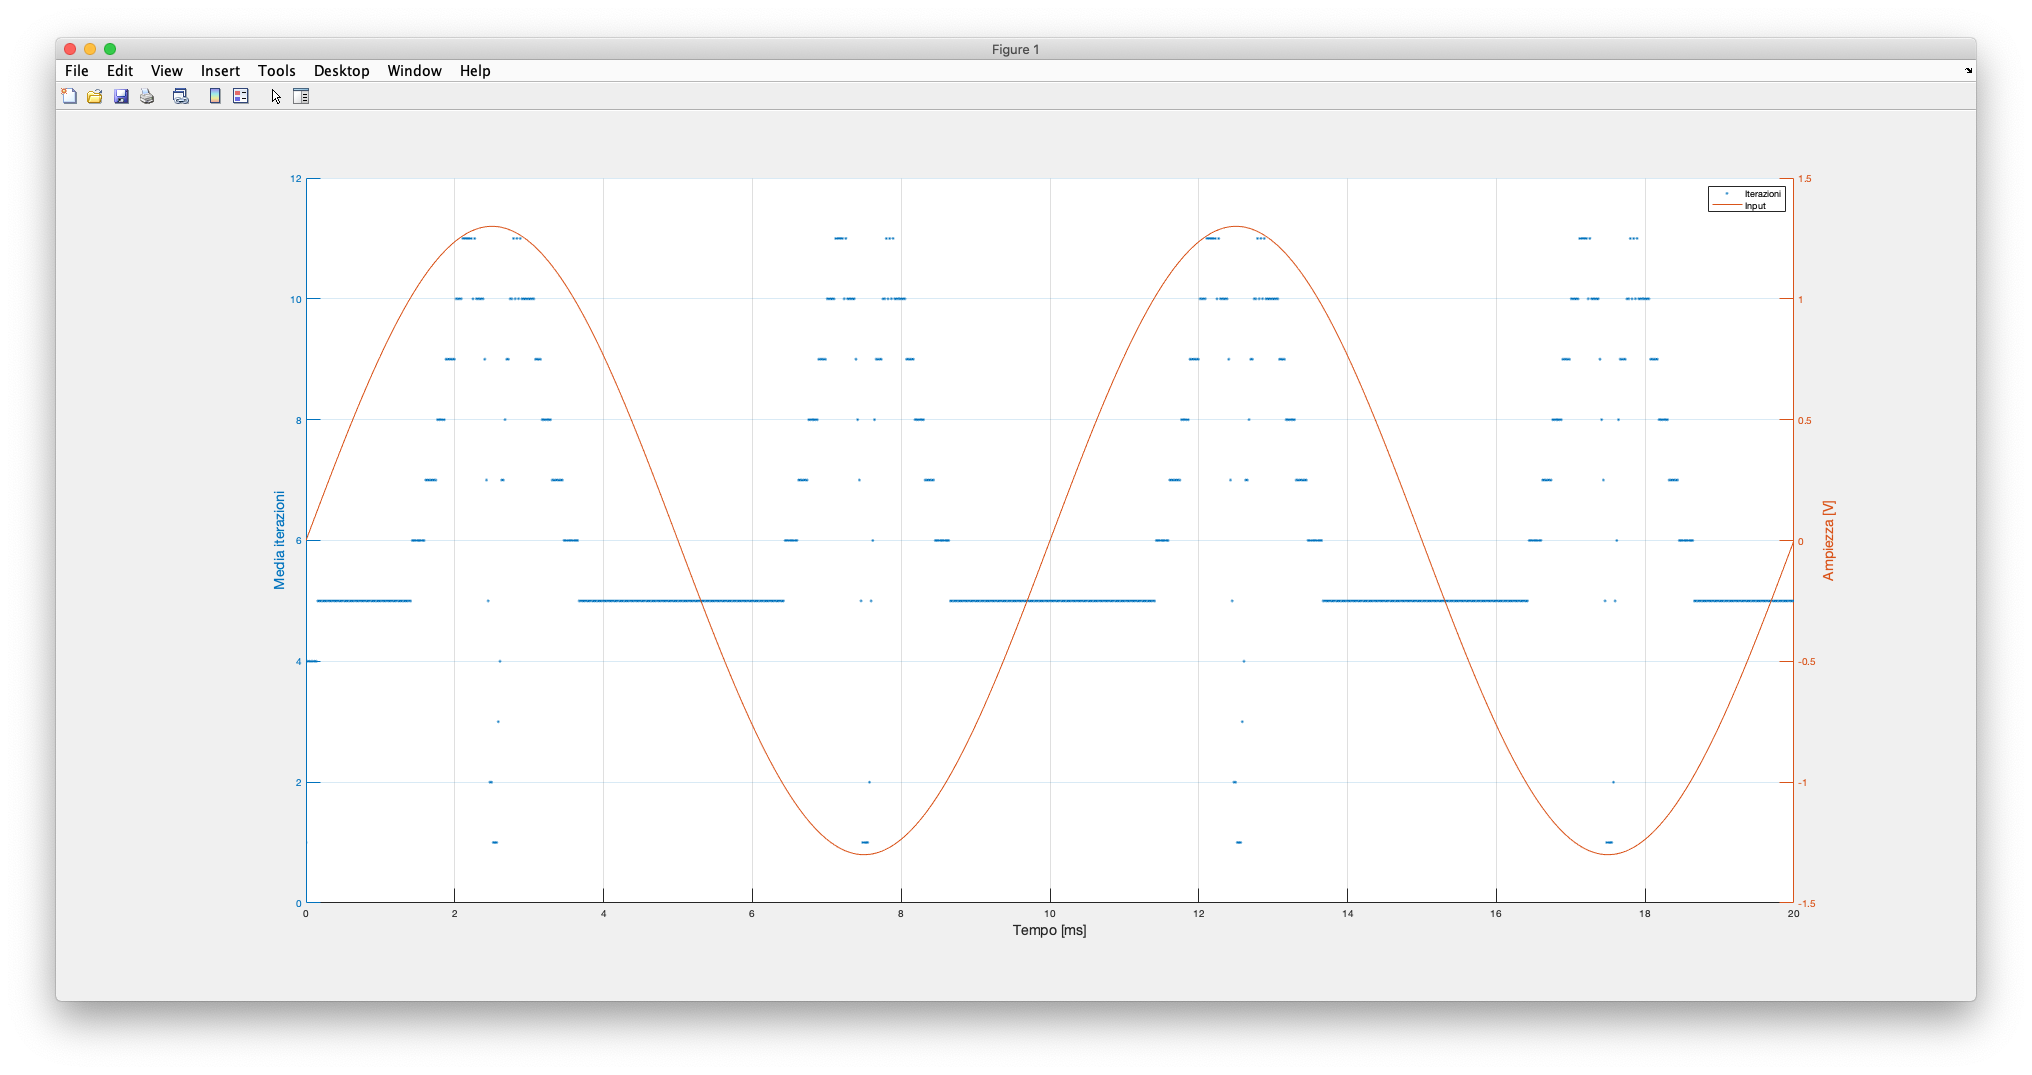 Figure 1
File Edit View Insert Tools Desktop Window Help
Iterazioni
Input
12
10
8
6
4
2
0
Media iterazioni
1.5
1
0.5
0
-0.5
-1
-1.5
Ampiezza [V]
0 2 4 6 8 10 12 14 16 18 20
Tempo [ms]